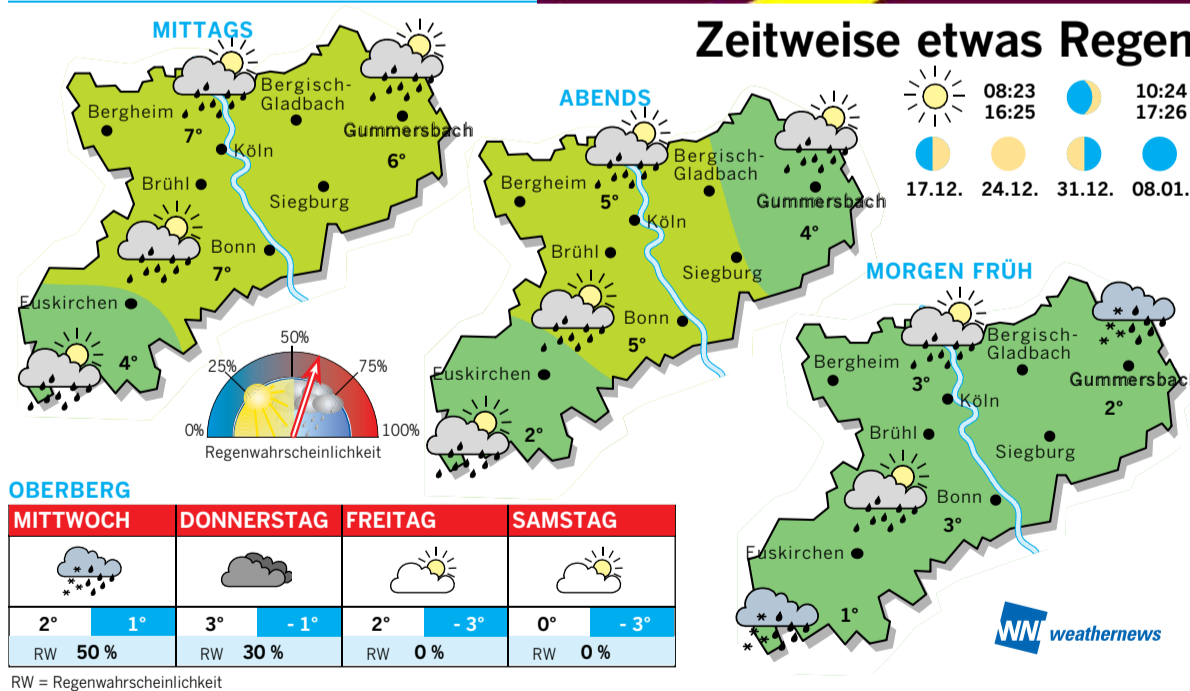 Zeitweise etwas Regen
08:23
16:25
10:24
17:26
17.12. 24.12. 31.12. 08.01.
MITTAGS
Bergheim
7°
Bergisch-
Gladbach
Gummersbach
6°
Köln
Brühl
Siegburg
Bonn
7°
Euskirchen
4°
ABENDS
Bergheim
5°
Bergisch-
Gladbach
Gummersbach
4°
Köln
Brühl
Siegburg
Bonn
5°
Euskirchen
2°
MORGEN FRÜH
Bergheim
3°
Bergisch-
Gladbach
Gummersbac
2°
Köln
Brühl
Siegburg
Bonn
3°
Euskirchen
1°
0% 25% 50% 75% 100%
Regenwahrscheinlichkeit
OBERBERG
MITTWOCH DONNERSTAG FREITAG SAMSTAG
2° 1° 3° - 1° 2° - 3° 0° - 3°
RW 50 % RW 30 % RW 0 % RW 0 %
RW = Regenwahrscheinlichkeit
WNI weathernews